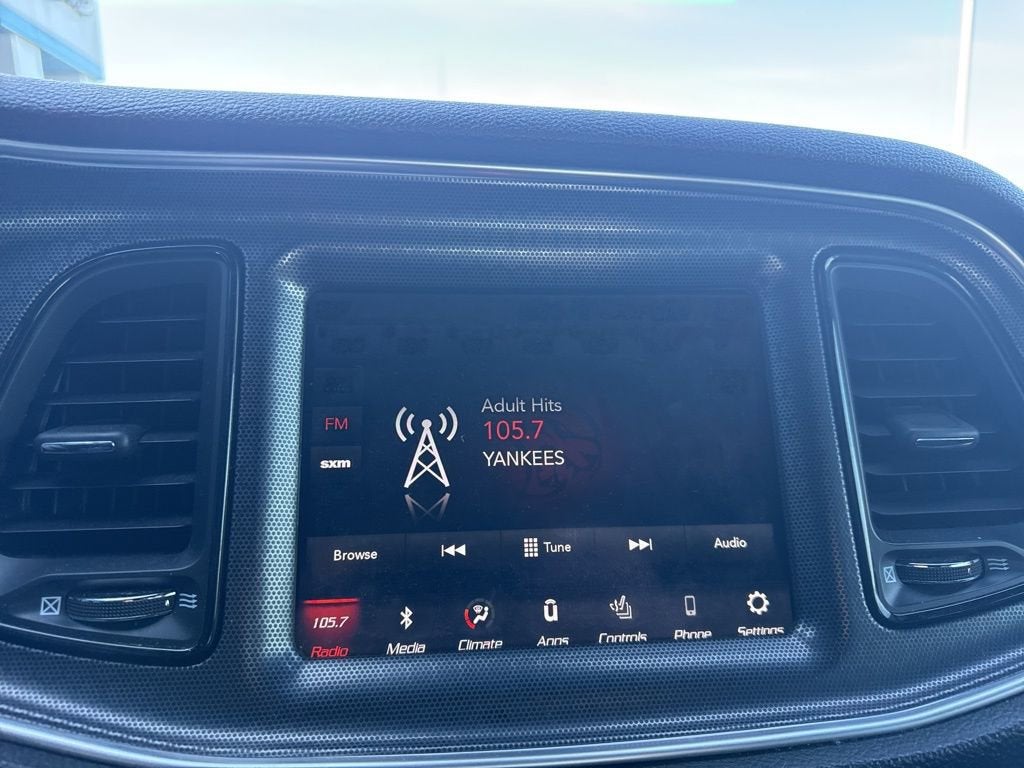 Adult Hits
FM
105.7
sxm
YANKEES
Browse
Tune
Audio
105.7
Radio
Media
Climate
Apps
Controls
Phone
Settings